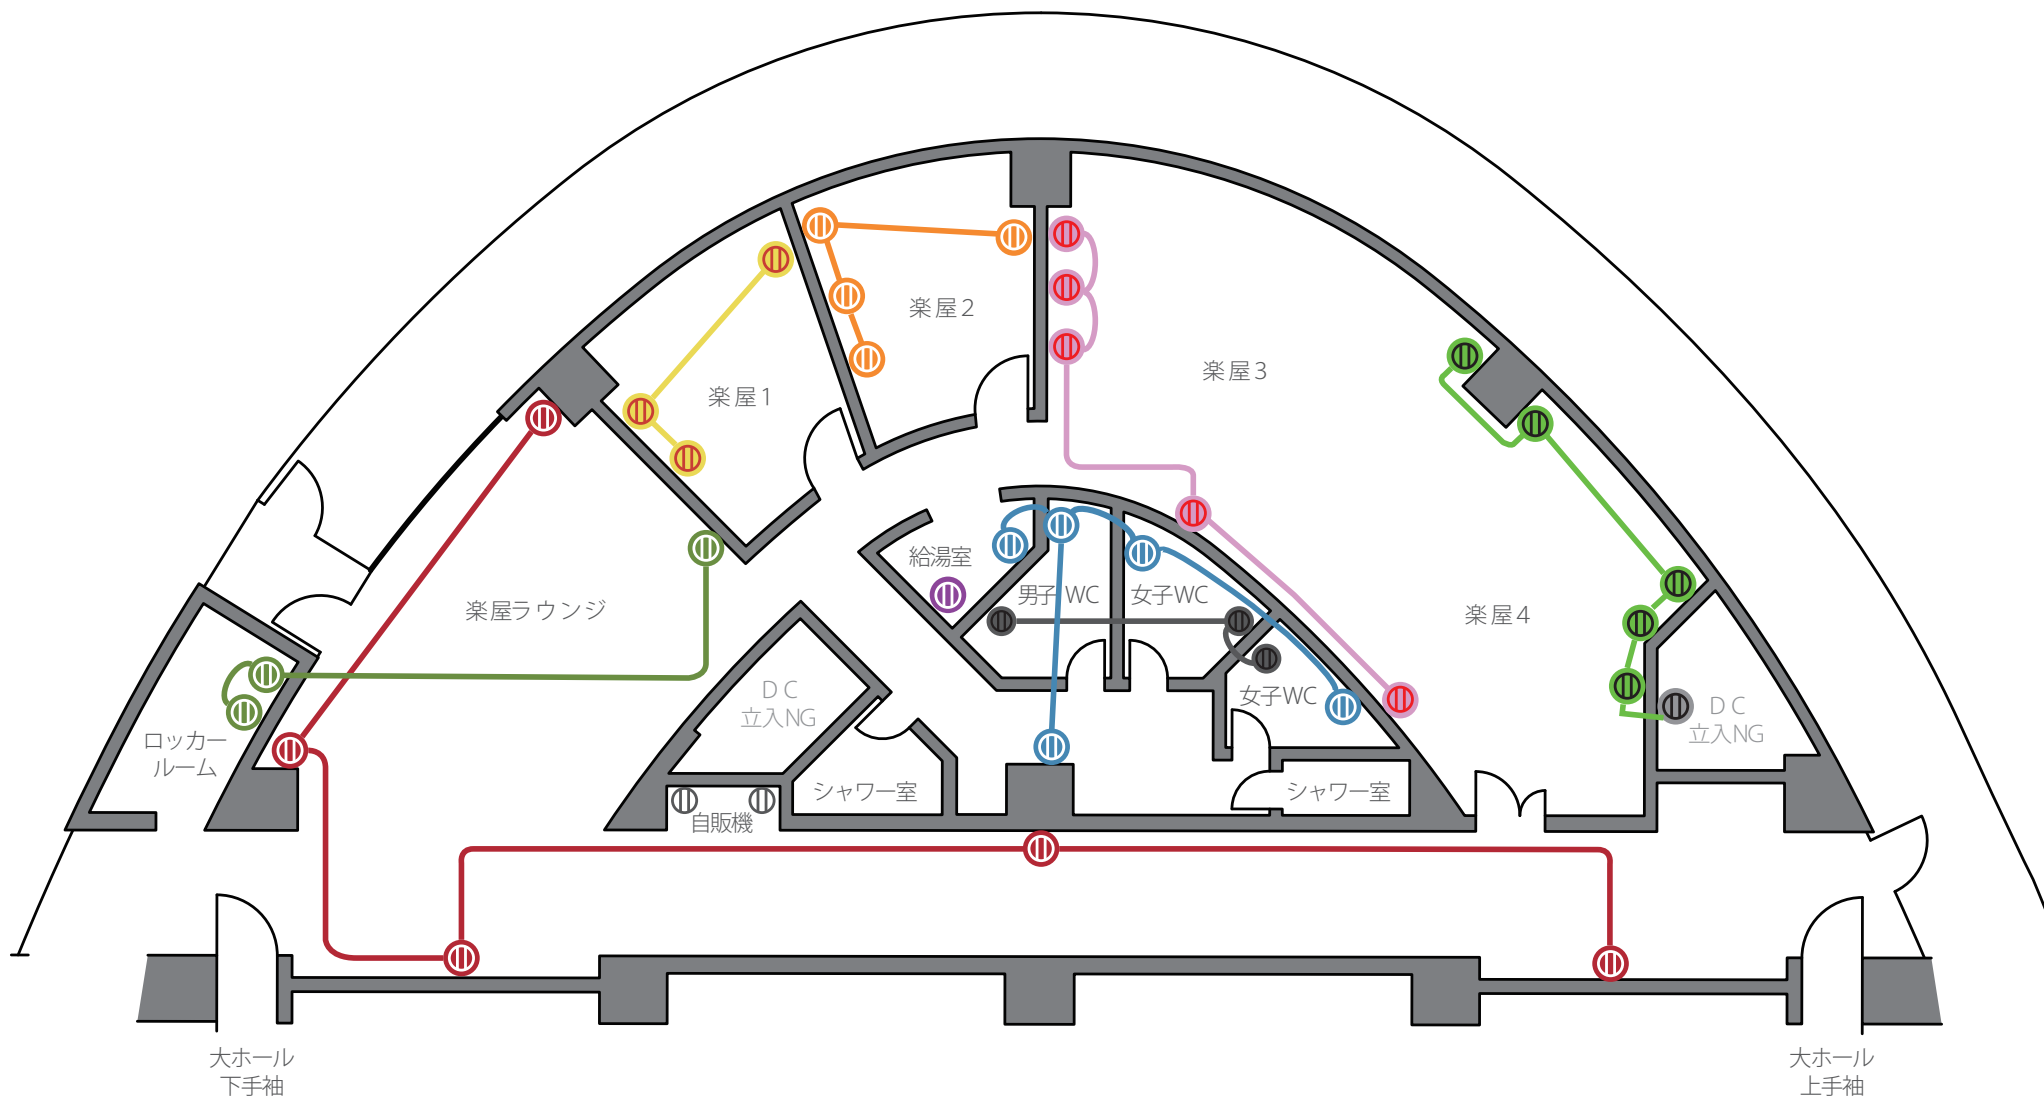 楽屋2
楽屋3
楽屋1
給湯室
男子WC
女子WC
楽屋ラウンジ
楽屋4
DC
立入NG
女子WC
DC
立入NG
ロッカー
ルーム
シャワー室
シャワー室
自販機
大ホール
下手袖
大ホール
上手袖